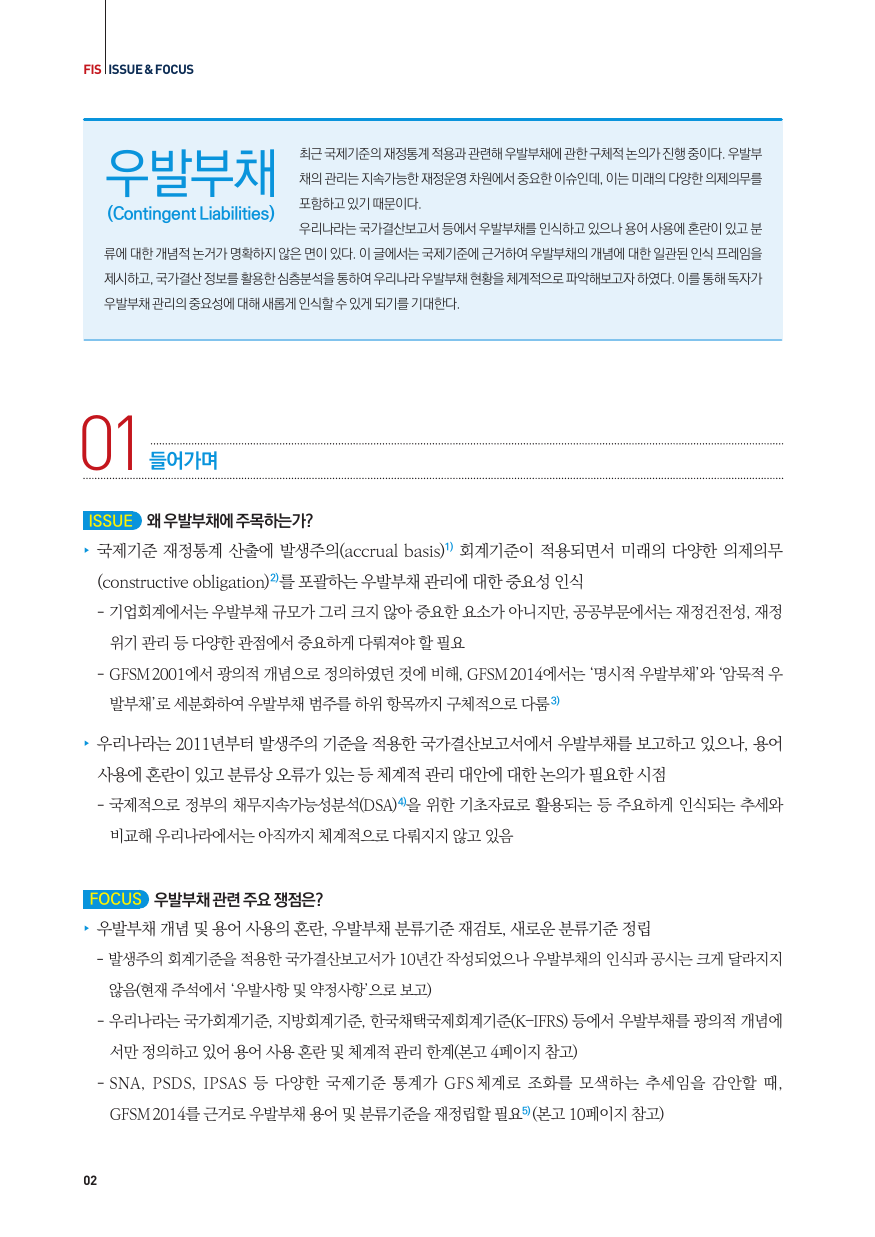 FIS ISSUE & FOCUS
우발부채
(Contingent Liabilities)
최근 국제기준의 재정통계 적용과 관련해 우발부채에 관한 구체적 논의가 진행 중이다. 우발부
채의 관리는 지속가능한 재정운영 차원에서 중요한 이슈인데, 이는 미래의 다양한 의제의무를
포함하고 있기 때문이다.
우리나라는 국가결산보고서 등에서 우발부채를 인식하고 있으나 용어 사용에 혼란이 있고 분
류에 대한 개념적 논거가 명확하지 않은 면이 있다. 이 글에서는 국제기준에 근거하여 우발부채의 개념에 대한 일관된 인식 프레임을
제시하고, 국가결산 정보를 활용한 심층분석을 통하여 우리나라 우발부채 현황을 체계적으로 파악해보고자 하였다. 이를 통해 독자가
우발부채 관리의 중요성에 대해 새롭게 인식할 수 있게 되기를 기대한다.
01
들어가며
ISSUE 왜 우발부채에 주목하는가?
‣ 국제기준 재정통계 산출에 발생주의(accrual basis)1) 회계기준이 적용되면서 미래의 다양한 의제의무
(constructive obligation)2)를 포괄하는 우발부채 관리에 대한 중요성 인식
- 기업회계에서는 우발부채 규모가 그리 크지 않아 중요한 요소가 아니지만, 공공부문에서는 재정건전성, 재정
위기 관리 등 다양한 관점에서 중요하게 다뤄져야 할 필요
- GFSM 2001에서 광의적 개념으로 정의하였던 것에 비해, GFSM 2014에서는 ‘명시적 우발부채’와 ‘암묵적 우
발부채’로 세분화하여 우발부채 범주를 하위 항목까지 구체적으로 다룸3)
‣ 우리나라는 2011년부터 발생주의 기준을 적용한 국가결산보고서에서 우발부채를 보고하고 있으나, 용어
사용에 혼란이 있고 분류상 오류가 있는 등 체계적 관리 대안에 대한 논의가 필요한 시점
- 국제적으로 정부의 채무지속가능성분석(DSA)4)을 위한 기초자료로 활용되는 등 주요하게 인식되는 추세와
비교해 우리나라에서는 아직까지 체계적으로 다뤄지지 않고 있음
FOCUS 우발부채 관련 주요 쟁점은?
‣ 우발부채 개념 및 용어 사용의 혼란, 우발부채 분류기준 재검토, 새로운 분류기준 정립
- 발생주의 회계기준을 적용한 국가결산보고서가 10년간 작성되었으나 우발부채의 인식과 공시는 크게 달라지지
않음(현재 주석에서 ‘우발사항 및 약정사항’으로 보고)
- 우리나라는 국가회계기준, 지방회계기준, 한국채택국제회계기준(K-IFRS) 등에서 우발부채를 광의적 개념에
서만 정의하고 있어 용어 사용 혼란 및 체계적 관리 한계(본고 4페이지 참고)
- SNA, PSDS, IPSAS 등 다양한 국제기준 통계가 GFS 체계로 조화를 모색하는 추세임을 감안할 때,
GFSM 2014를 근거로 우발부채 용어 및 분류기준을 재정립할 필요5) (본고 10페이지 참고)
02